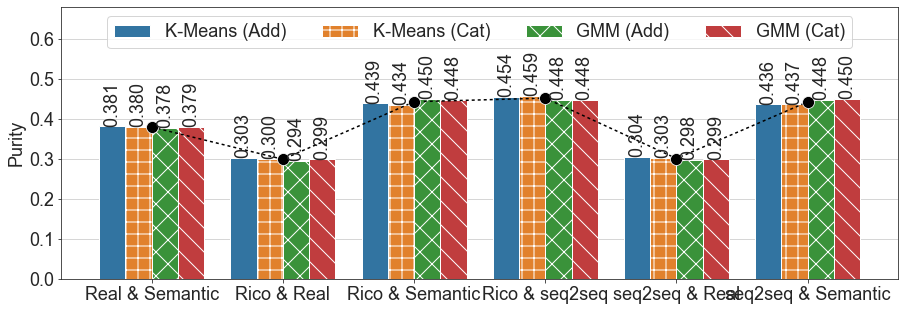 K-Means (Add) K-Means (Cat) GMM (Add) GMM (Cat)
Purity
0.6
0.5
0.4
0.3
0.2
0.1
0.0
0.381 0.380 0.378 0.379
0.303 0.300 0.294 0.299
0.439 0.434 0.450 0.448
0.454 0.459 0.448 0.448
0.304 0.303 0.298 0.299
0.436 0.437 0.448 0.450
Real & Semantic Rico & Real Rico & Semantic Rico & seq2seq seq2seq & Real seq2seq & Semantic